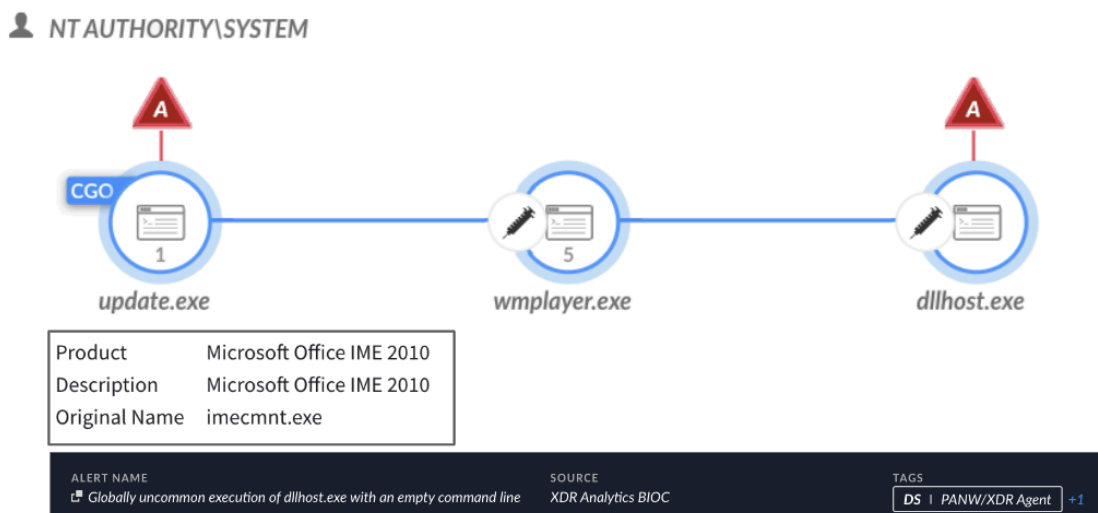 NT AUTHORITY\SYSTEM
A
A
CGO
1
5
update.exe
wmplayer.exe
dllhost.exe
Product Microsoft Office IME 2010
Description Microsoft Office IME 2010
Original Name imecmnt.exe
ALERT NAME SOURCE TAGS
Globally uncommon execution of dllhost.exe with an empty command line XDR Analytics BIOC DS | PANW/XDR Agent +1